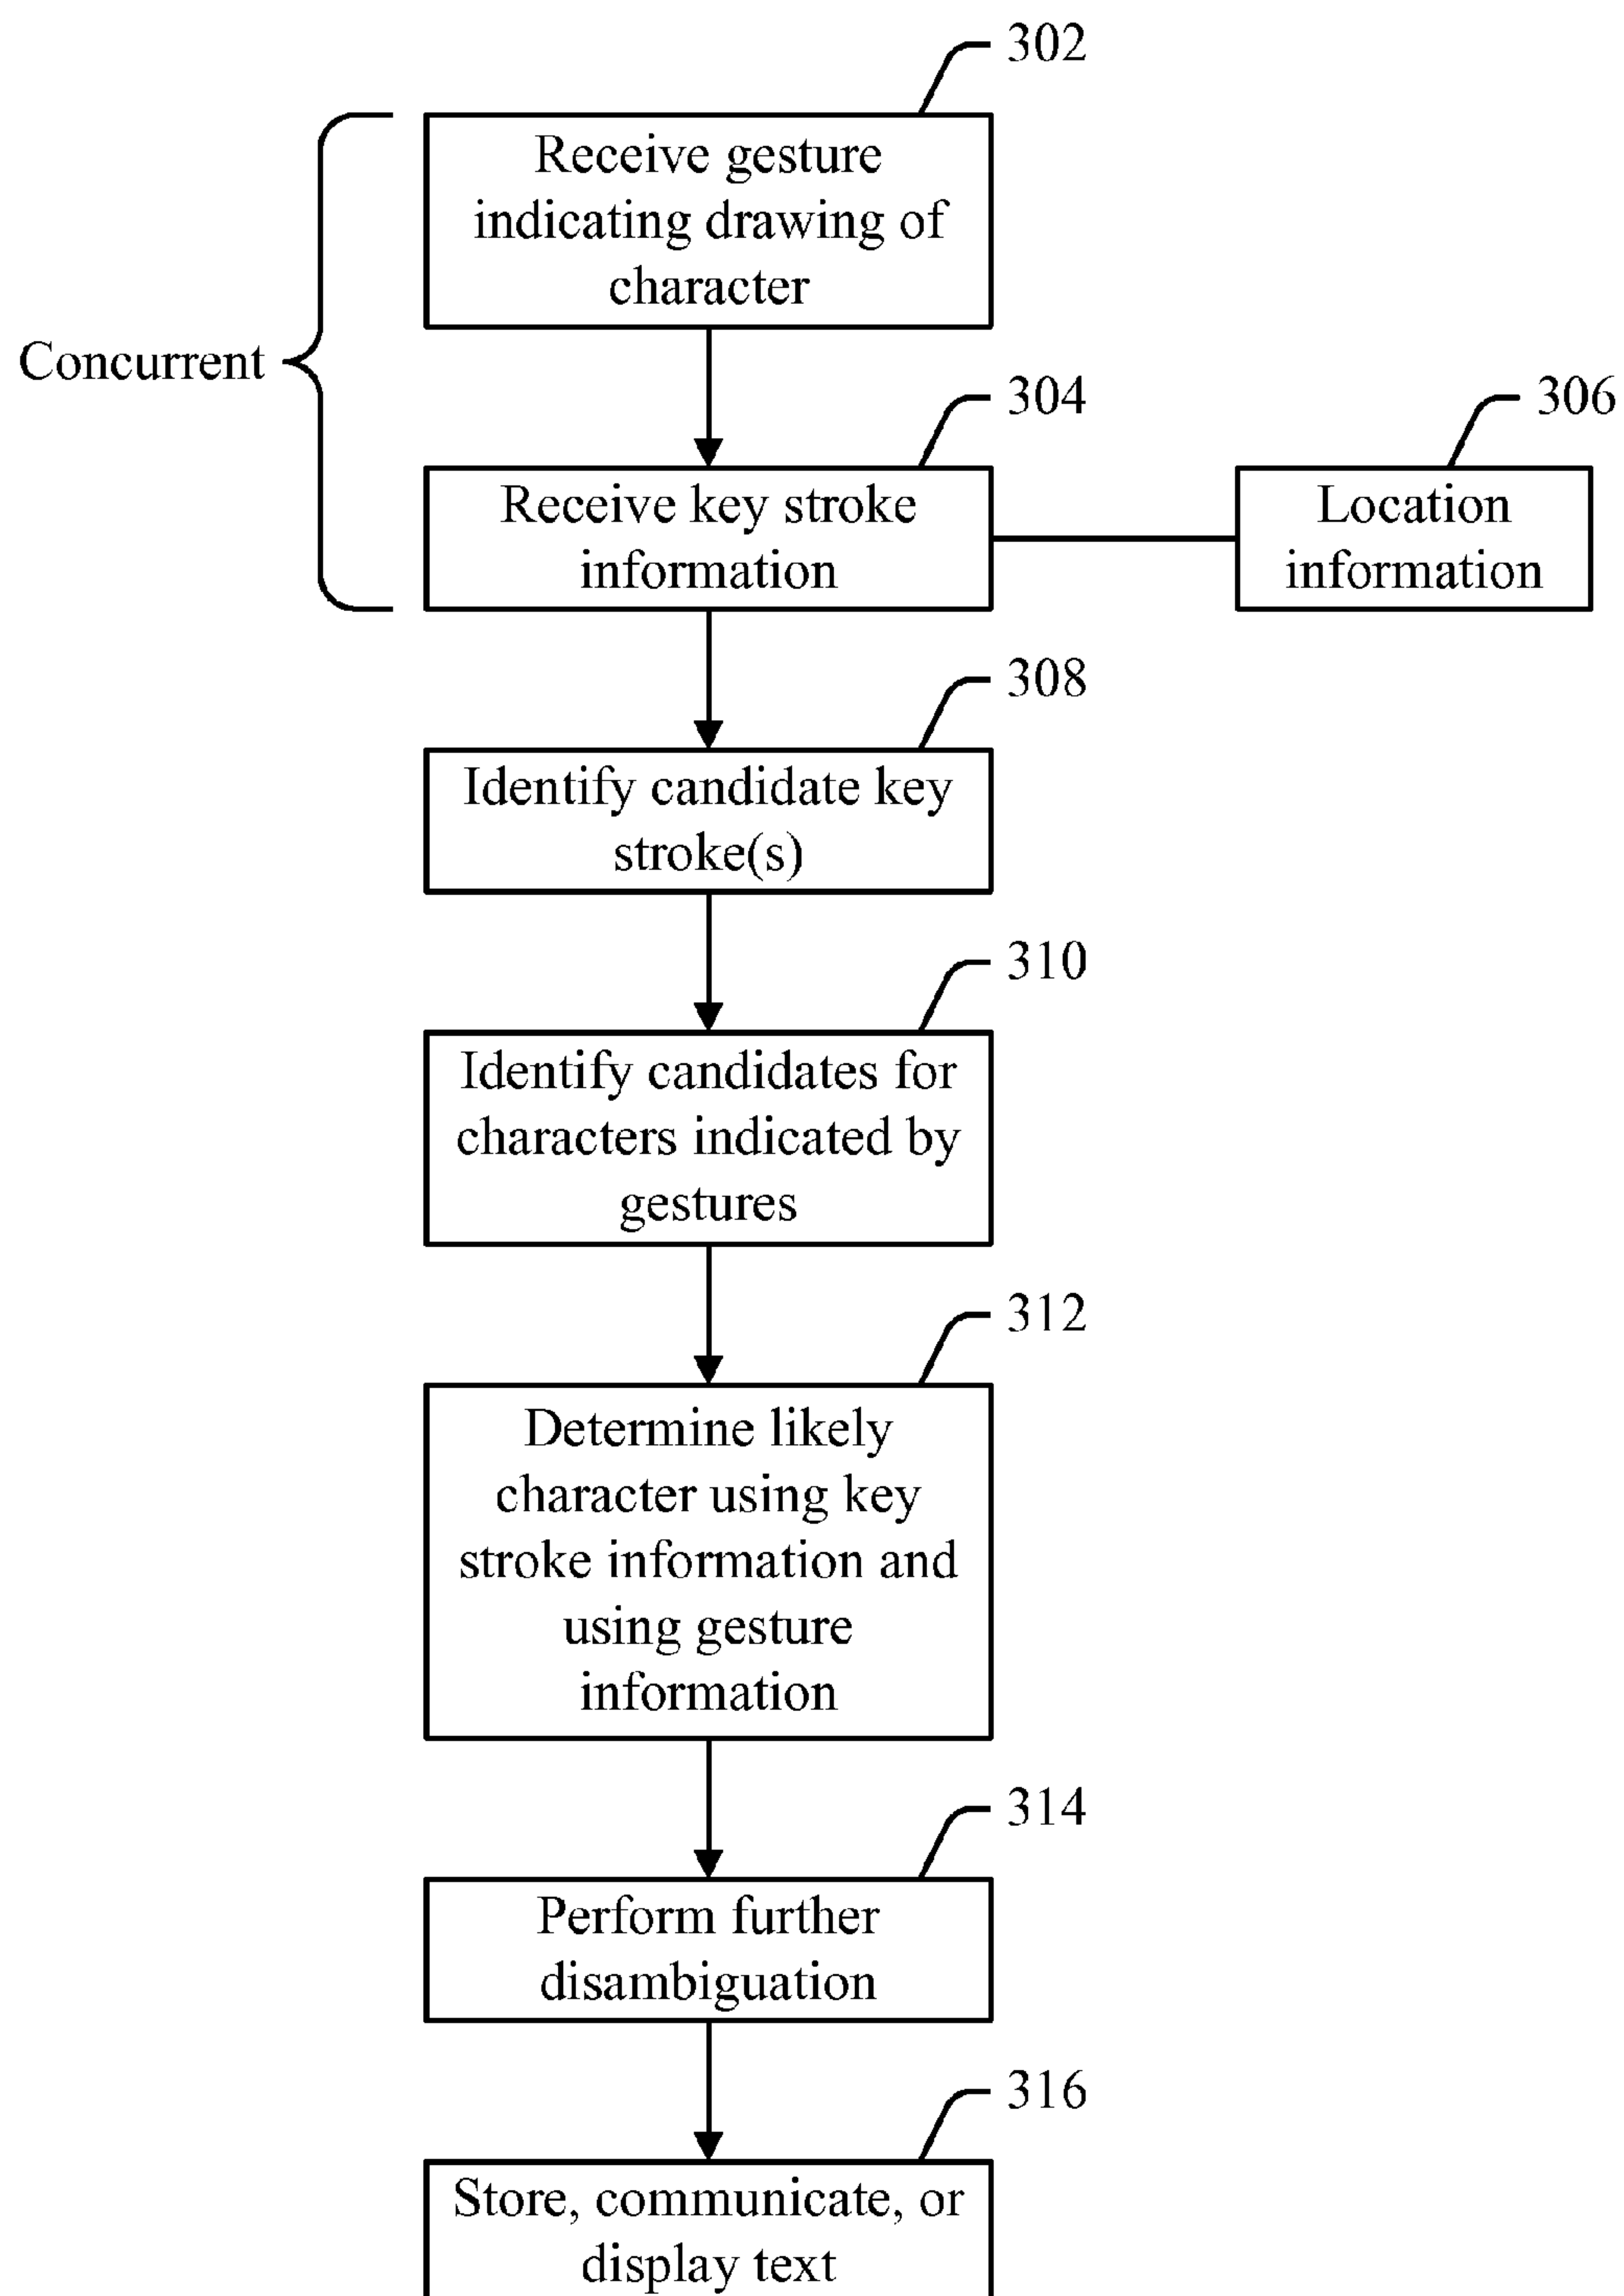 302
Receive gesture
indicating drawing of
character
Concurrent
304
306
Receive key stroke
information
Location
information
308
Identify candidate key
stroke(s)
310
Identify candidates for
characters indicated by
gestures
312
Determine likely
character using key
stroke information and
using gesture
information
314
Perform further
disambiguation
316
Store, communicate, or
display text